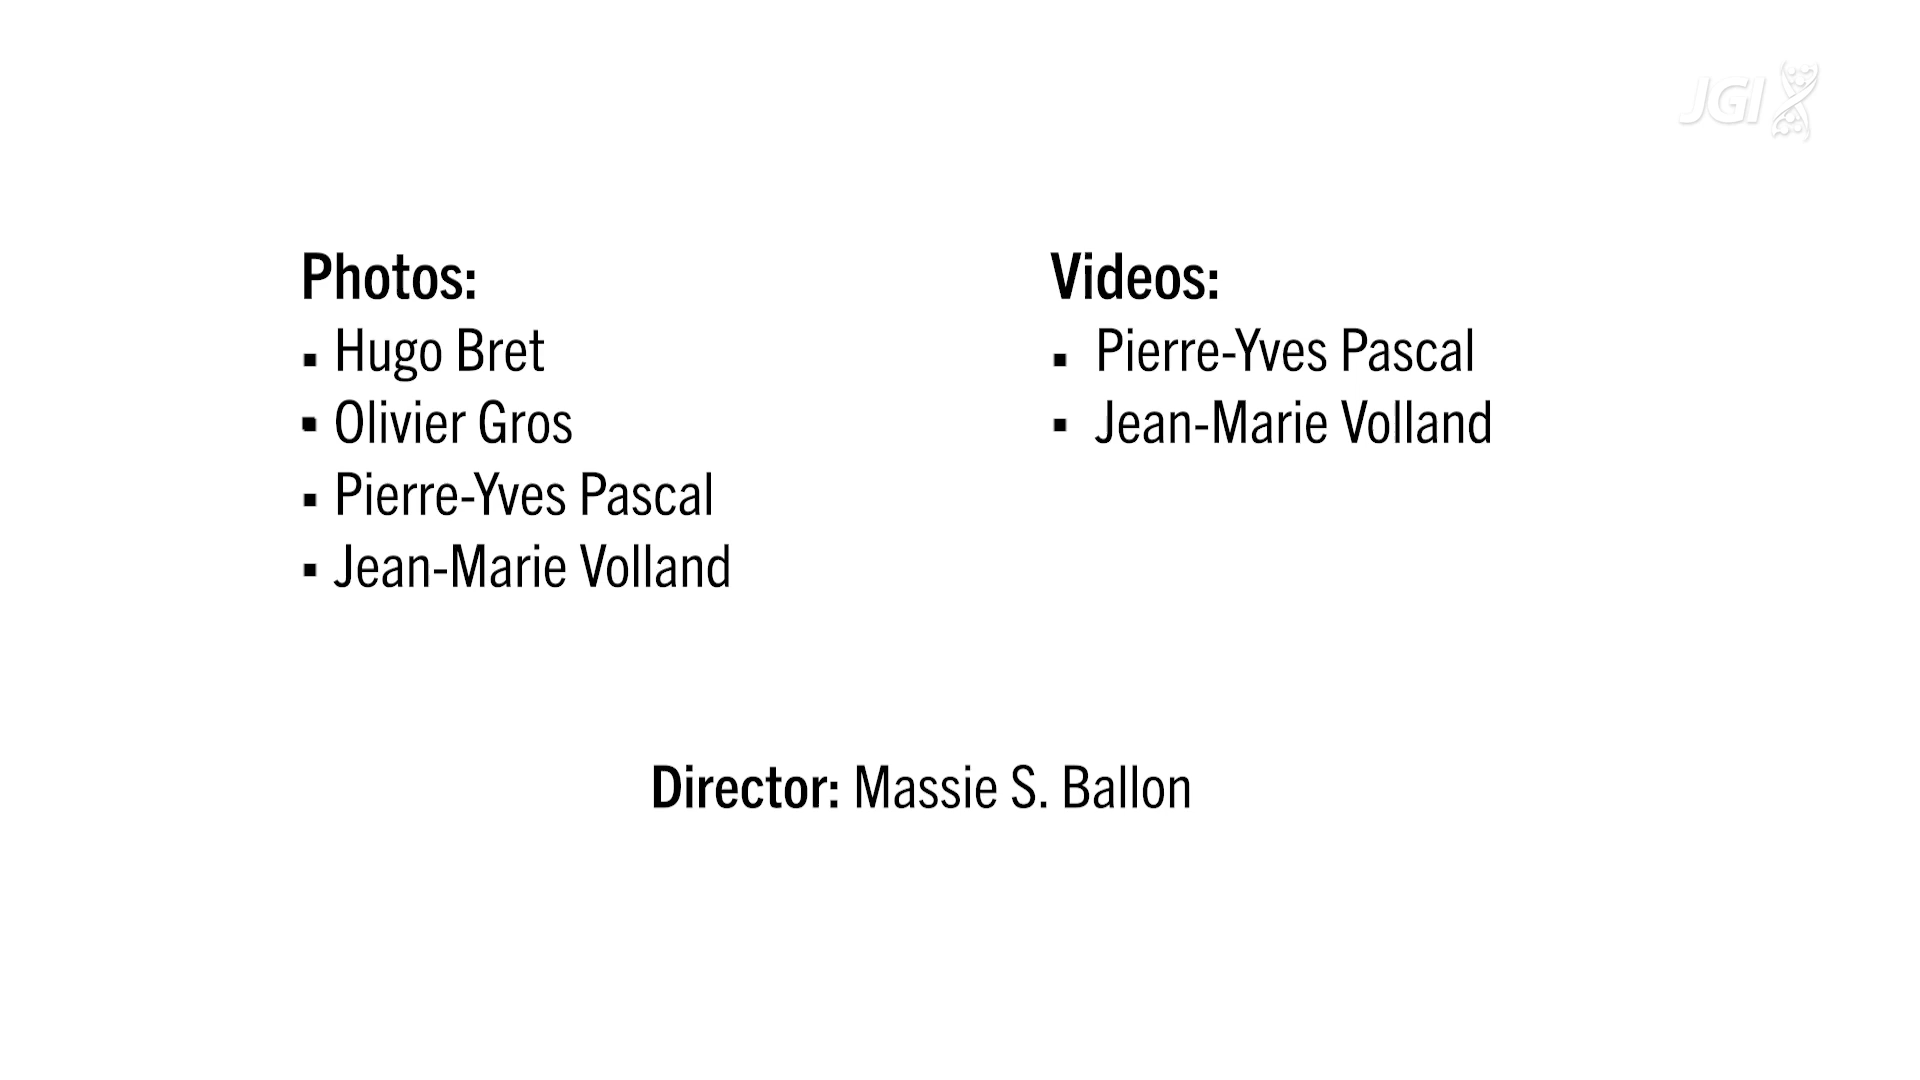 JGI
Photos:
▪ Hugo Bret
▪ Olivier Gros
▪ Pierre-Yves Pascal
▪ Jean-Marie Volland
Videos:
▪ Pierre-Yves Pascal
▪ Jean-Marie Volland
Director: Massie S. Ballon